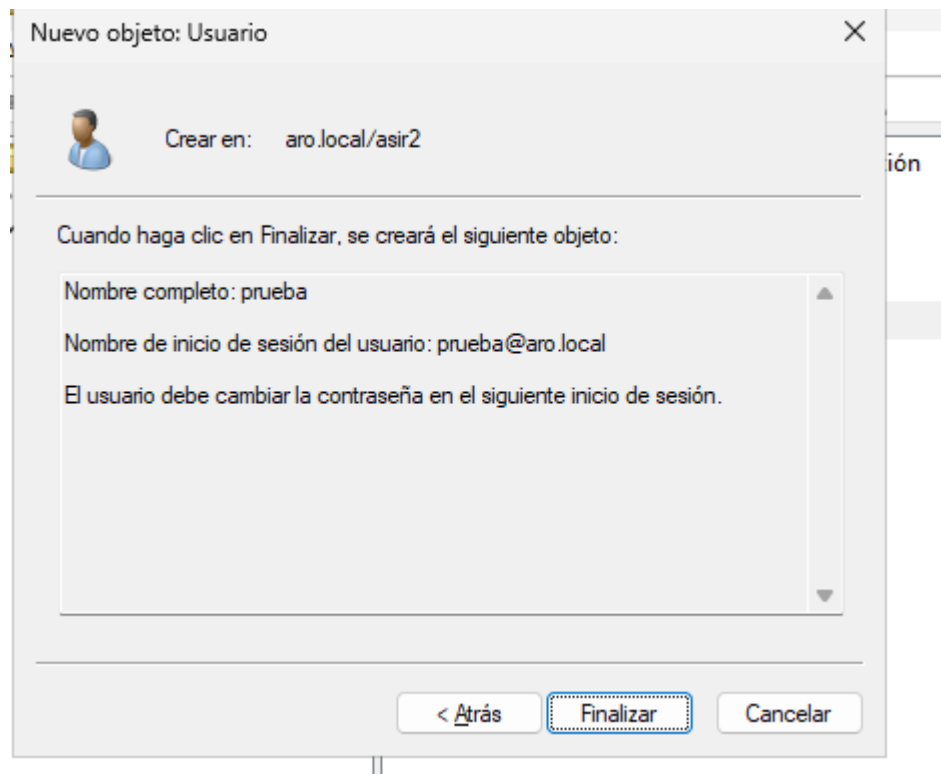 Nuevo objeto: Usuario
Crear en: aro.local/asir2
ión
Cuando haga clic en Finalizar, se creará el siguiente objeto:
Nombre completo: prueba
Nombre de inicio de sesión del usuario: prueba@aro.local
El usuario debe cambiar la contraseña en el siguiente inicio de sesión.
< Atrás Finalizar Cancelar